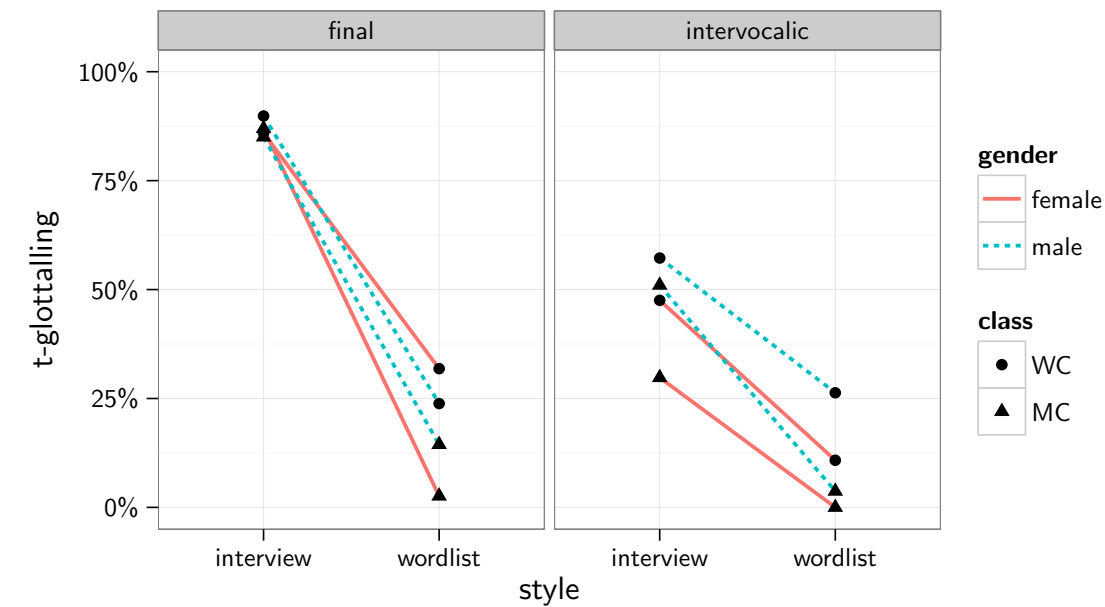 final
intervocalic
100%
75%
50%
25%
0%
t-glottalling
interview
wordlist
interview
wordlist
style
gender
female
male
class
WC
MC